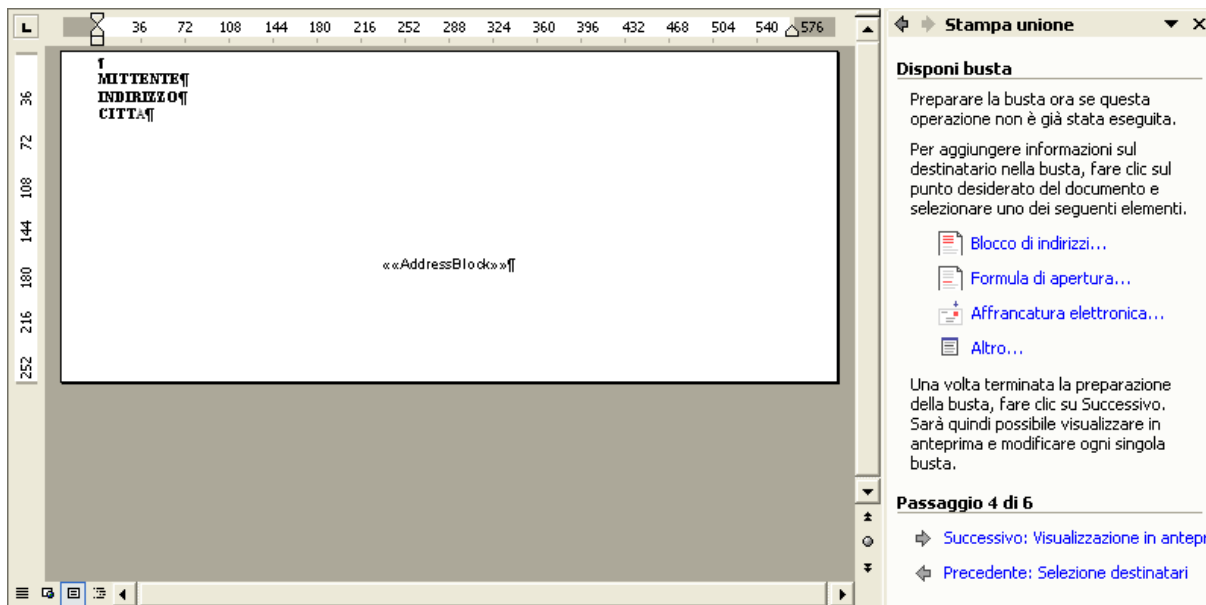 L 36 72 108 144 180 216 252 288 324 360 396 432 468 504 540 576
36
72
108
144
180
216
252
¶
MITTENTE¶
INDIRIZZO¶
CITTA¶
««AddressBlock»»¶
Stampa unione
Disponi busta
Preparare la busta ora se questa
operazione non è già stata eseguita.
Per aggiungere informazioni sul
destinatario nella busta, fare clic sul
punto desiderato del documento e
selezionare uno dei seguenti elementi.
Blocco di indirizzi...
Formula di apertura...
Affrancatura elettronica...
Altro...
Una volta terminata la preparazione
della busta, fare clic su Successivo.
Sarà quindi possibile visualizzare in
anteprima e modificare ogni singola
busta.
Passaggio 4 di 6
Successivo: Visualizzazione in antepr
Precedente: Selezione destinatari